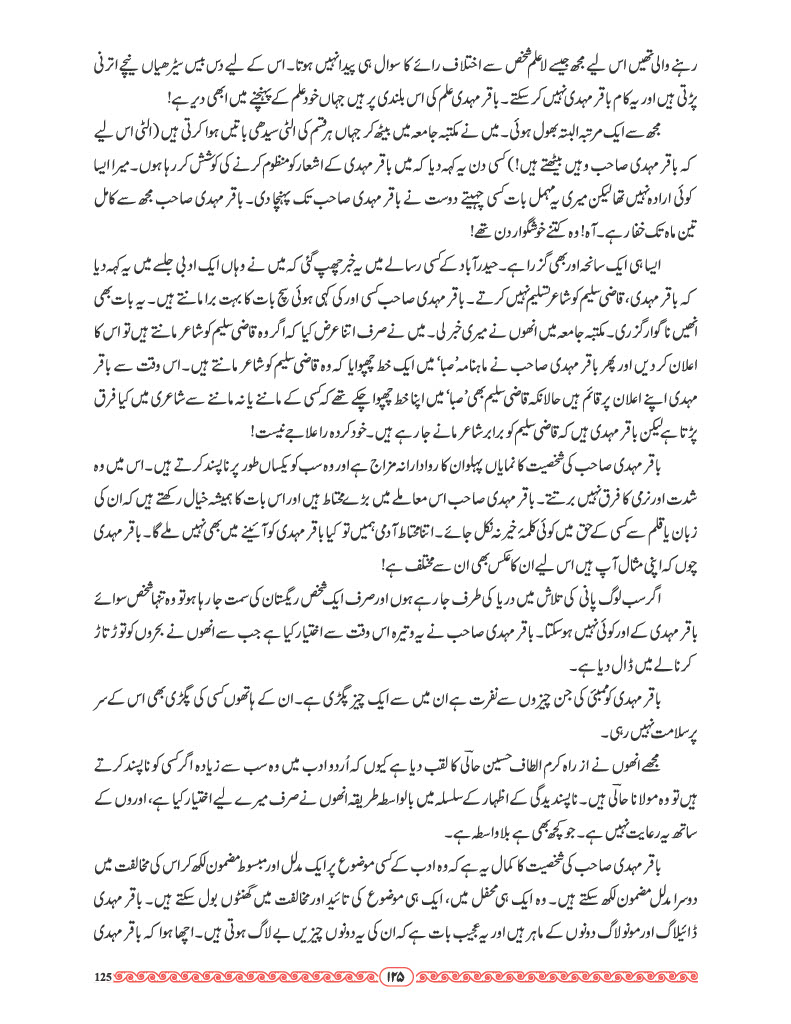 رہنے والی تھیں اس لیے مجھ جیسے لاعلم شخص سے اختلاف رائے کا سوال ہی پیدا نہیں ہوتا۔ اس کے لیے دس بیس سیڑھیاں نیچے اترنی
پڑتی ہیں اور یہ کام باقر مہدی نہیں کرسکتے۔ باقر مہدی علم کی اس بلندی پر ہیں جہاں خود علم کے پہنچنے میں ابھی دیر ہے!
مجھ سے ایک مرتبہ البتہ بھول ہوئی۔ میں نے مکتبہ جامعہ میں بیٹھ کر جہاں ہر قسم کی الٹی سیدھی باتیں ہوا کرتی ہیں (الٹی اس لیے
کہ باقر مہدی صاحب وہیں بیٹھتے ہیں!) کسی دن یہ کہہ دیا کہ میں باقر مہدی کے اشعار کو منظوم کرنے کی کوشش کر رہا ہوں۔ میرا ایسا
کوئی ارادہ نہیں تھا لیکن میری یہ مہمل بات کسی چہیتے دوست نے باقر مہدی صاحب تک پہنچا دی۔ باقر مہدی صاحب مجھ سے کامل
تین ماہ تک خفا رہے۔ آہ! وہ کتنے خوشگوار دن تھے!
ایسا ہی ایک سانحہ اور بھی گزرا ہے۔ حیدرآباد کے کسی رسالے میں یہ خبر چھپ گئی کہ میں نے وہاں ایک ادبی جلسے میں یہ کہہ دیا
کہ باقر مہدی، قاضی سلیم کو شاعر تسلیم نہیں کرتے۔ باقر مہدی صاحب کسی اور کی کہی ہوئی سچ بات کا بہت برا مانتے ہیں۔ یہ بات بھی
انھیں ناگوار گزری۔ مکتبہ جامعہ میں انھوں نے میری خبر لی۔ میں نے صرف اتنا عرض کیا کہ اگر وہ قاضی سلیم کو شاعر مانتے ہیں تو اس کا
اعلان کردیں اور پھر باقر مہدی صاحب نے ماہنامہ ’صبا‘ میں ایک خط چھپوایا کہ وہ قاضی سلیم کو شاعر مانتے ہیں۔ اس وقت سے باقر
مہدی اپنے اعلان پر قائم ہیں حالانکہ قاضی سلیم بھی ’صبا‘ میں اپنا خط چھپوا چکے تھے کہ کسی کے ماننے یا نہ ماننے سے شاعری میں کیا فرق
پڑتا ہے لیکن باقر مہدی ہیں کہ قاضی سلیم کو برابر شاعر مانے جا رہے ہیں۔ خود کردہ را علاجے نیست!
باقر مہدی صاحب کی شخصیت کا نمایاں پہلو ان کا روادارانہ مزاج ہے اور وہ سب کو یکساں طور پر ناپسند کرتے ہیں۔ اس میں وہ
شدت اور نرمی کا فرق نہیں برتتے۔ باقر مہدی صاحب اس معاملے میں بڑے محتاط ہیں اور اس بات کا ہمیشہ خیال رکھتے ہیں کہ ان کی
زبان یا قلم سے کسی کے حق میں کوئی کلمۂ خیر نہ نکل جائے۔ اتنا محتاط آدمی ہمیں تو کیا باقر مہدی کو آئینے میں بھی نہیں ملے گا۔ باقر مہدی
چوں کہ اپنی مثال آپ ہیں اس لیے ان کا عکس بھی ان سے مختلف ہے!
اگر سب لوگ پانی کی تلاش میں دریا کی طرف جا رہے ہوں اور صرف ایک شخص ریگستان کی سمت جا رہا ہو تو وہ تنہا شخص سوائے
باقر مہدی کے اور کوئی نہیں ہوسکتا۔ باقر مہدی صاحب نے یہ وتیرہ اس وقت سے اختیار کیا ہے جب سے انھوں نے بحروں کو توڑ تاڑ
کر نالے میں ڈال دیا ہے۔
باقر مہدی کو ممبئی کی جن چیزوں سے نفرت ہے ان میں سے ایک چیز پگڑی ہے۔ ان کے ہاتھوں کسی کی پگڑی بھی اس کے سر
پر سلامت نہیں رہی۔
مجھے انھوں نے از راہ کرم الطاف حسین حالیؔ کا لقب دیا ہے کیوں کہ اُردو ادب میں وہ سب سے زیادہ اگر کسی کو ناپسند کرتے
ہیں تو وہ مولانا حالیؔ ہیں۔ ناپسندیدگی کے اظہار کے سلسلہ میں بالواسطہ طریقہ انھوں نے صرف میرے لیے اختیار کیا ہے، اوروں کے
ساتھ یہ رعایت نہیں ہے۔ جو کچھ بھی ہے بلاواسطہ ہے۔
باقر مہدی صاحب کی شخصیت کا کمال یہ ہے کہ وہ ادب کے کسی موضوع پر ایک مدلل اور مبسوط مضمون لکھ کر اس کی مخالفت میں
دوسرا مدلل مضمون لکھ سکتے ہیں۔ وہ ایک ہی محفل میں، ایک ہی موضوع کی تائید اور مخالفت میں گھنٹوں بول سکتے ہیں۔ باقر مہدی
ڈائیلاگ اور مونولاگ دونوں کے ماہر ہیں اور یہ عجیب بات ہے کہ ان کی یہ دونوں چیزیں بے لاگ ہوتی ہیں۔ اچھا ہوا کہ باقر مہدی
۱۲۵
125